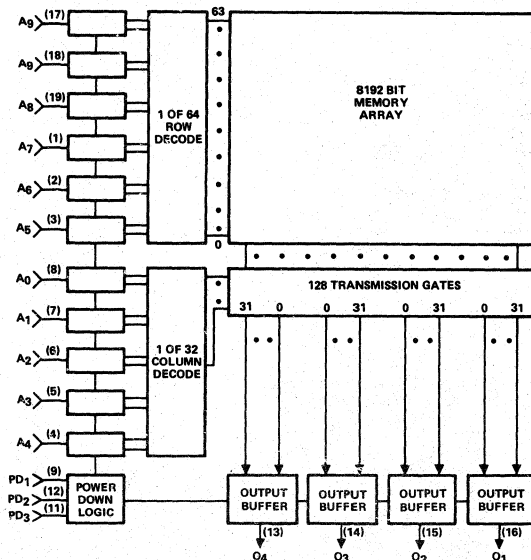 A9 (17)
A9 (18)
A8 (19)
A7 (1)
A6 (2)
A5 (3)
1 OF 64
ROW
DECODE
63
0
8192 BIT
MEMORY
ARRAY
A0 (8)
A1 (7)
A2 (6)
A3 (5)
A4 (4)
1 OF 32
COLUMN
DECODE
128 TRANSMISSION GATES
31 0 0 31 0 31 0 31
PD1 (9)
PD2 (12)
PD3 (11)
POWER
DOWN
LOGIC
OUTPUT
BUFFER
OUTPUT
BUFFER
OUTPUT
BUFFER
OUTPUT
BUFFER
(13) (14) (15) (16)
O4 O3 O2 O1